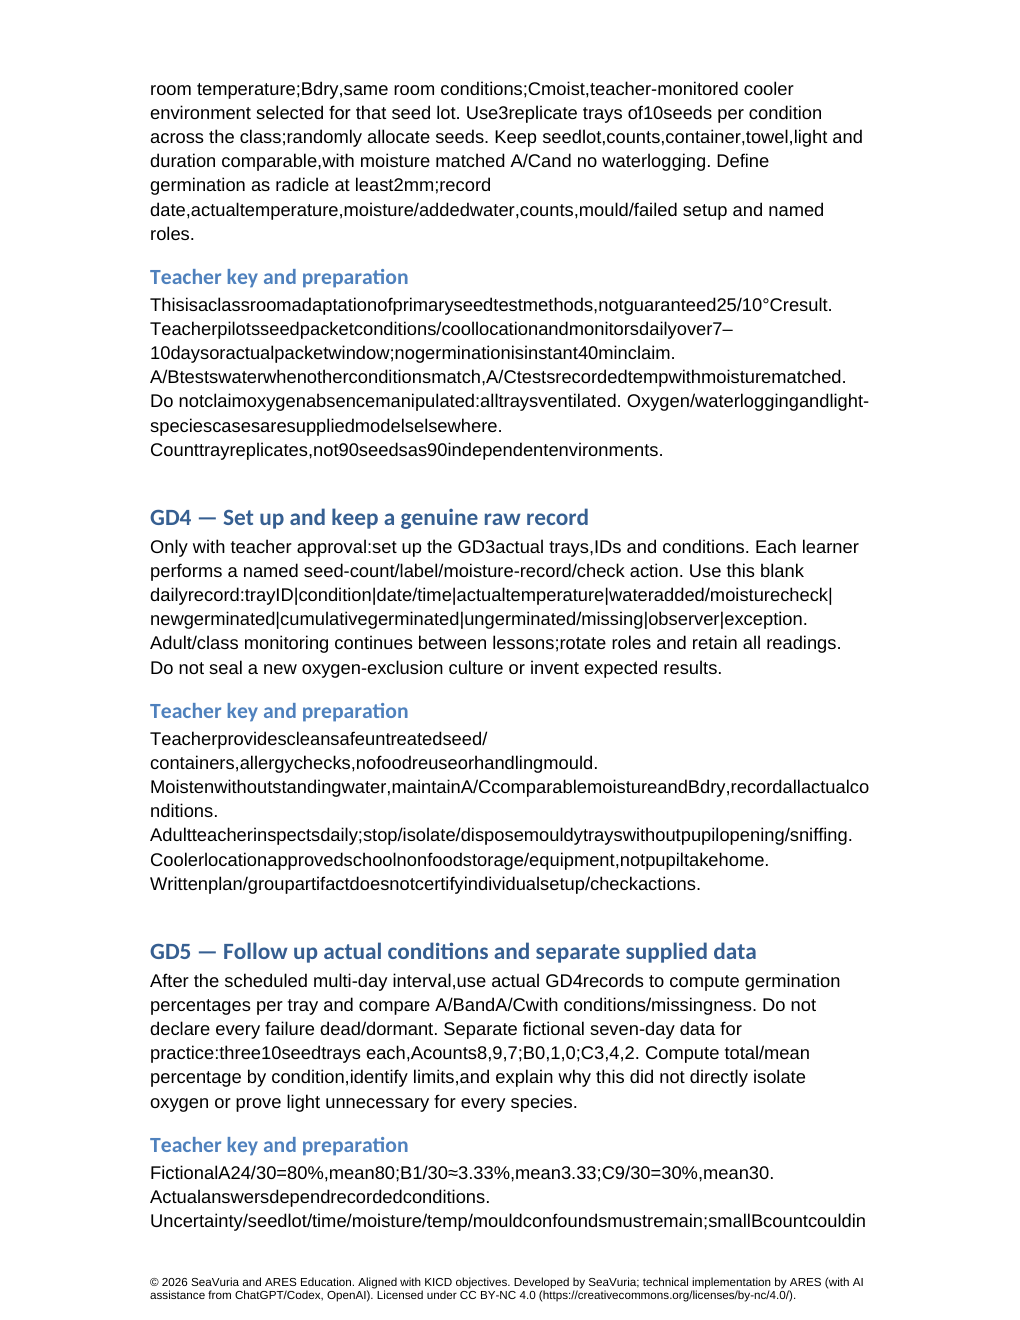 room temperature;Bdry,same room conditions;Cmoist,teacher-monitored cooler
environment selected for that seed lot. Use3replicate trays of10seeds per condition
across the class;randomly allocate seeds. Keep seedlot,counts,container,towel,light and
duration comparable,with moisture matched A/Cand no waterlogging. Define
germination as radicle at least2mm;record
date,actualtemperature,moisture/addedwater,counts,mould/failed setup and named
roles.
Teacher key and preparation
Thisisaclassroomadaptationofprimaryseedtestmethods,notguaranteed25/10°Cresult.
Teacherpilotsseedpacketconditions/coollocationandmonitorsdailyover7–
10daysoractualpacketwindow;nogerminationisinstant40minclaim.
A/Btestswaterwhenotherconditionsmatch,A/Ctestsrecordedtempwithmoisturematched.
Do notclaimoxygenabsencemanipulated:alltraysventilated. Oxygen/waterloggingandlight-
speciescasesaresuppliedmodelselsewhere.
Counttrayreplicates,not90seedsas90independentenvironments.
GD4 — Set up and keep a genuine raw record
Only with teacher approval:set up the GD3actual trays,IDs and conditions. Each learner
performs a named seed-count/label/moisture-record/check action. Use this blank
dailyrecord:trayID|condition|date/time|actualtemperature|wateradded/moisturecheck|
newgerminated|cumulativegerminated|ungerminated/missing|observer|exception.
Adult/class monitoring continues between lessons;rotate roles and retain all readings.
Do not seal a new oxygen-exclusion culture or invent expected results.
Teacher key and preparation
Teacherprovidescleansafeuntreatedseed/
containers,allergychecks,nofoodreuseorhandlingmould.
Moistenwithoutstandingwater,maintainA/CcomparablemoistureandBdry,recordallactualco
nditions.
Adultteacherinspectsdaily;stop/isolate/disposemouldytrayswithoutpupilopening/sniffing.
Coolerlocationapprovedschoolnonfoodstorage/equipment,notpupiltakehome.
Writtenplan/groupartifactdoesnotcertifyindividualsetup/checkactions.
GD5 — Follow up actual conditions and separate supplied data
After the scheduled multi-day interval,use actual GD4records to compute germination
percentages per tray and compare A/BandA/Cwith conditions/missingness. Do not
declare every failure dead/dormant. Separate fictional seven-day data for
practice:three10seedtrays each,Acounts8,9,7;B0,1,0;C3,4,2. Compute total/mean
percentage by condition,identify limits,and explain why this did not directly isolate
oxygen or prove light unnecessary for every species.
Teacher key and preparation
FictionalA24/30=80%,mean80;B1/30≈3.33%,mean3.33;C9/30=30%,mean30.
Actualanswersdependrecordedconditions.
Uncertainty/seedlot/time/moisture/temp/mouldconfoundsmustremain;smallBcountcouldin
© 2026 SeaVuria and ARES Education. Aligned with KICD objectives. Developed by SeaVuria; technical implementation by ARES (with AI
assistance from ChatGPT/Codex, OpenAI). Licensed under CC BY-NC 4.0 (https://creativecommons.org/licenses/by-nc/4.0/).